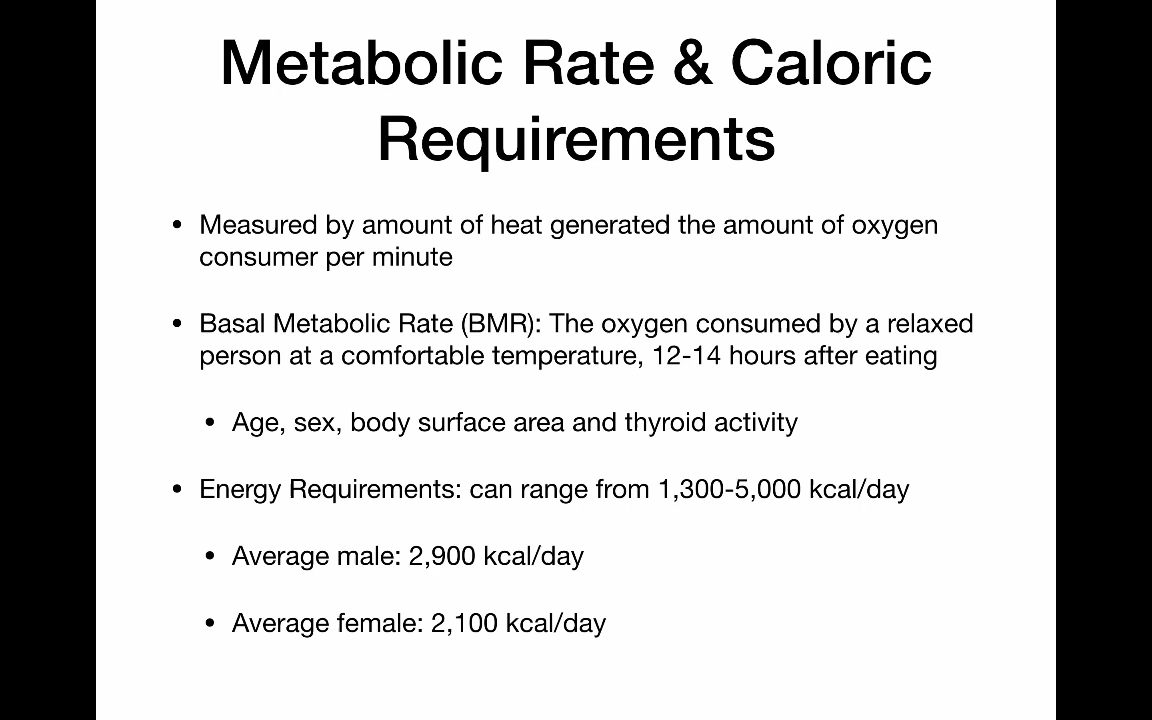 Metabolic Rate & Caloric
Requirements
• Measured by amount of heat generated the amount of oxygen
consumer per minute
• Basal Metabolic Rate (BMR): The oxygen consumed by a relaxed
person at a comfortable temperature, 12-14 hours after eating
• Age, sex, body surface area and thyroid activity
• Energy Requirements: can range from 1,300-5,000 kcal/day
• Average male: 2,900 kcal/day
• Average female: 2,100 kcal/day